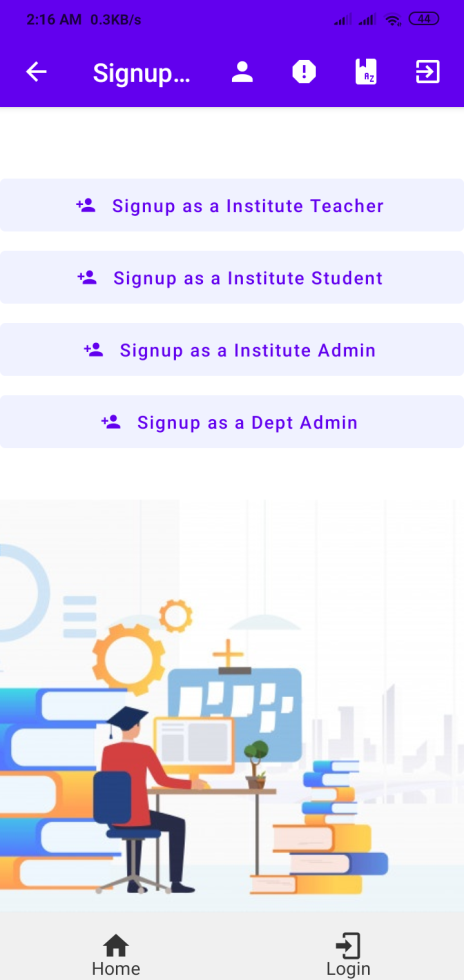 2:16 AM 0.3KB/s 44
Signup...
Signup as a Institute Teacher
Signup as a Institute Student
Signup as a Institute Admin
Signup as a Dept Admin
Home Login